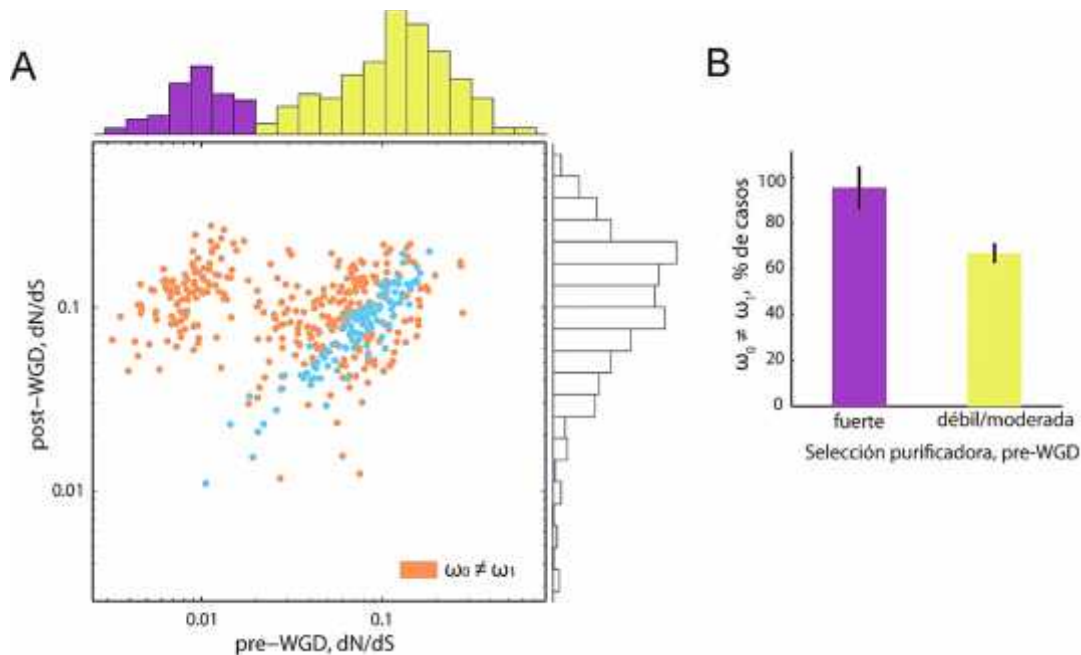 A
B
post-WGD, dN/dS
0.1
0.01
ω₀ ≠ ω₁
0.01
0.1
pre-WGD, dN/dS
ω₀ ≠ ω₁, % de casos
100
80
60
40
20
0
fuerte
débil/moderada
Selección purificadora, pre-WGD